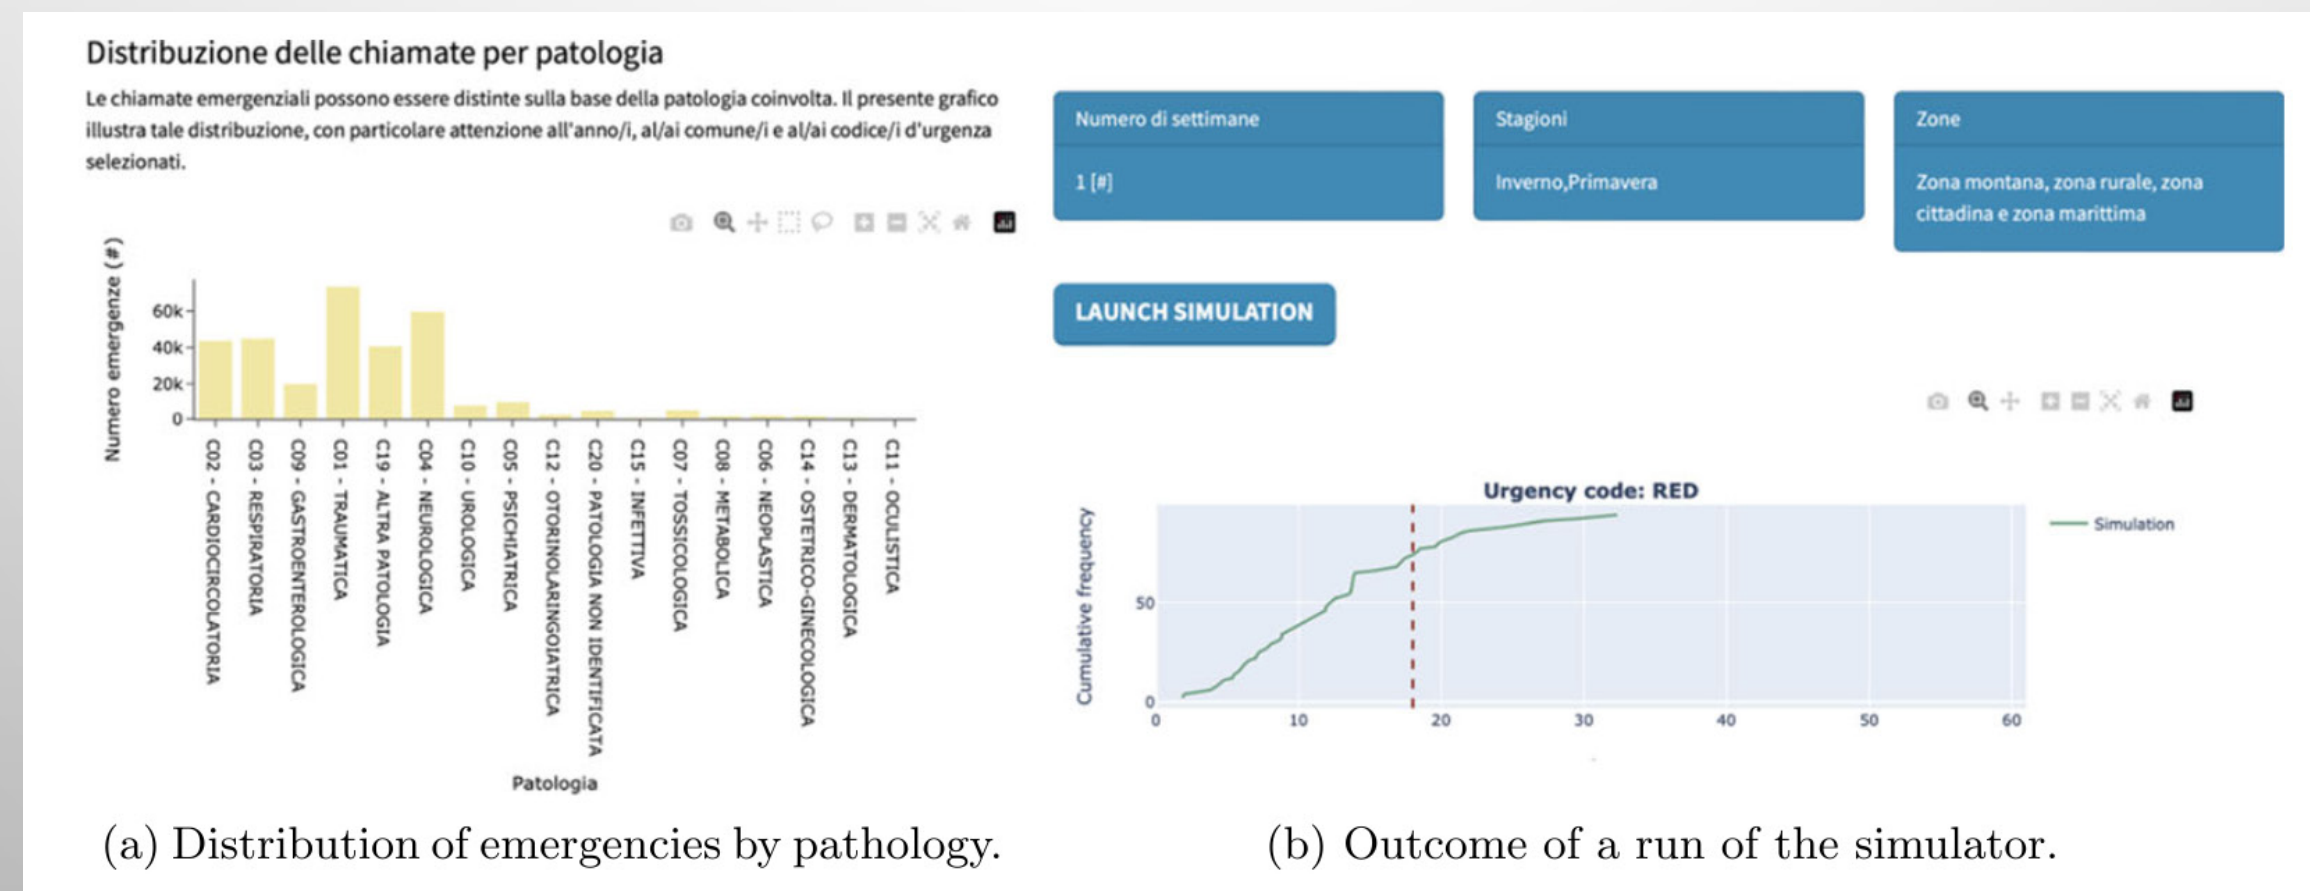 Distribuzione delle chiamate per patologia
Le chiamate emergenziali possono essere distinte sulla base della patologia coinvolta. Il presente grafico
illustra tale distribuzione, con particolare attenzione all'anno/i, al/ai comune/i e al/ai codice/i d'urgenza
selezionati.
Numero emergenze (#)
60k
40k
20k
0
C02 - CARDIOCIRCOLATORIA
C03 - RESPIRATORIA
C09 - GASTROENTEROLOGICA
C01 - TRAUMATICA
C19 - ALTRA PATOLOGIA
C04 - NEUROLOGICA
C10 - UROLOGICA
C05 - PSICHIATRICA
C12 - OTORINOLARINGOIATRICA
C20 - PATOLOGIA NON IDENTIFICATA
C15 - INFETTIVA
C07 - TOSSICOLOGICA
C08 - METABOLICA
C06 - NEOPLASTICA
C14 - OSTETRICO-GINECOLOGICA
C13 - DERMATOLOGICA
C11 - OCULISTICA
Patologia
(a) Distribution of emergencies by pathology.
Numero di settimane
1 [#]
Stagioni
Inverno,Primavera
Zone
Zona montana, zona rurale, zona
cittadina e zona marittima
LAUNCH SIMULATION
Urgency code: RED
Cumulative frequency
50
0
0 10 20 30 40 50 60
Simulation
(b) Outcome of a run of the simulator.